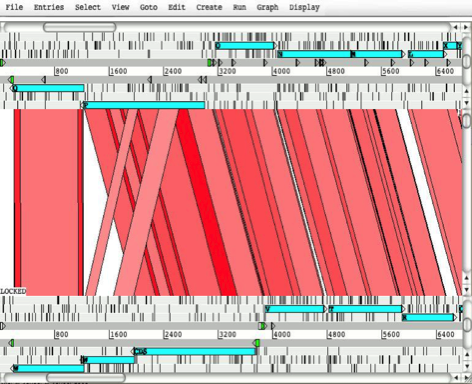 File Entries Select View Goto Edit Create Run Graph Display
800 1600 2400 3200 4000 4800 5600 6400
LOCKED
800 1600 2400 3200 4000 4800 5600 6400